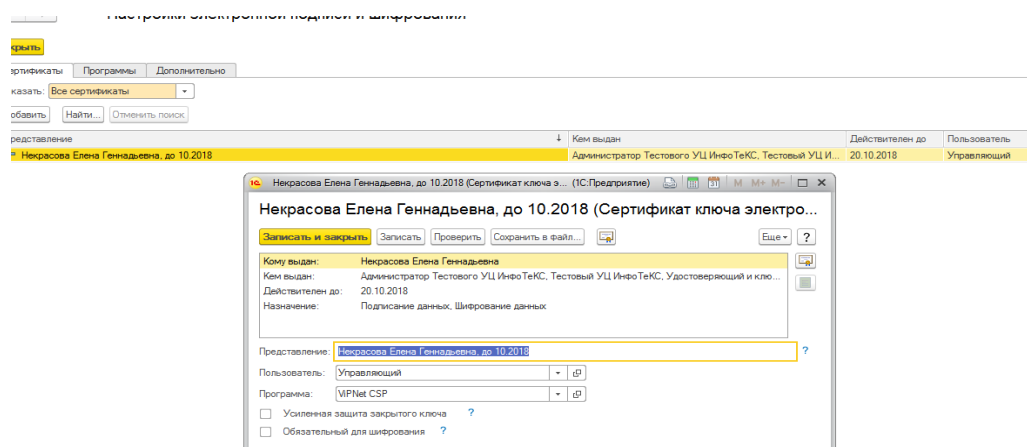 Настройки электронной подписи и шифрования
крыть
ертификаты Программы Дополнительно
казать: Все сертификаты
обавить Найти... Отменить поиск
редставление ↓ Кем выдан Действителен до Пользователь
Некрасова Елена Геннадьевна, до 10.2018 Администратор Тестового УЦ ИнфоТеКС, Тестовый УЦ И... 20.10.2018 Управляющий
1С Некрасова Елена Геннадьевна, до 10.2018 (Сертификат ключа э... (1С:Предприятие) 31 M M+ M-
Некрасова Елена Геннадьевна, до 10.2018 (Сертификат ключа электро...
Записать и закрыть Записать Проверить Сохранить в файл... Еще ?
Кому выдан: Некрасова Елена Геннадьевна
Кем выдан: Администратор Тестового УЦ ИнфоТеКС, Тестовый УЦ ИнфоТеКС, Удостоверяющий и клю...
Действителен до: 20.10.2018
Назначение: Подписание данных, Шифрование данных
Представление: Некрасова Елена Геннадьевна, до 10.2018 ?
Пользователь: Управляющий
Программа: ViPNet CSP
Усиленная защита закрытого ключа ?
Обязательный для шифрования ?